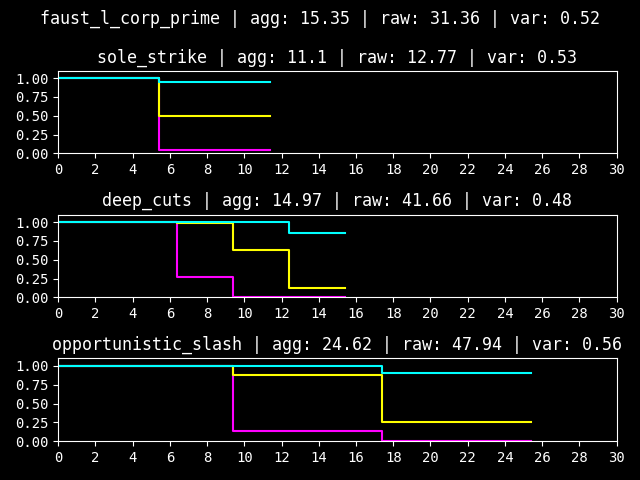 faust_l_corp_prime | agg: 15.35 | raw: 31.36 | var: 0.52
sole_strike | agg: 11.1 | raw: 12.77 | var: 0.53
1.00
0.75
0.50
0.25
0.00
0 2 4 6 8 10 12 14 16 18 20 22 24 26 28 30
deep_cuts | agg: 14.97 | raw: 41.66 | var: 0.48
1.00
0.75
0.50
0.25
0.00
0 2 4 6 8 10 12 14 16 18 20 22 24 26 28 30
opportunistic_slash | agg: 24.62 | raw: 47.94 | var: 0.56
1.00
0.75
0.50
0.25
0.00
0 2 4 6 8 10 12 14 16 18 20 22 24 26 28 30